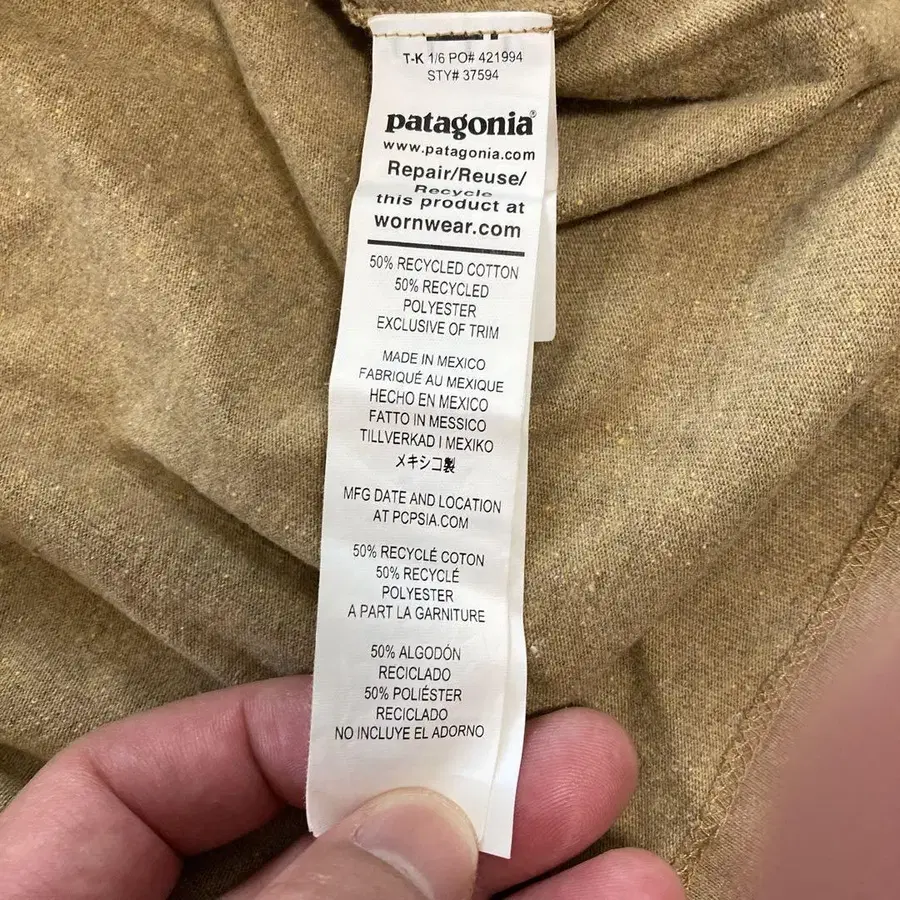 T-K 1/6 PO# 421994
STY# 37594
patagonia®
www.patagonia.com
Repair/Reuse/
Recycle
this product at
wornwear.com
50% RECYCLED COTTON
50% RECYCLED
POLYESTER
EXCLUSIVE OF TRIM
MADE IN MEXICO
FABRIQUÉ AU MEXIQUE
HECHO EN MEXICO
FATTO IN MESSICO
TILLVERKAD I MEXIKO
メキシコ製
MFG DATE AND LOCATION
AT PCPSIA.COM
50% RECYCLÉ COTON
50% RECYCLÉ
POLYESTER
A PART LA GARNITURE
50% ALGODÓN
RECICLADO
50% POLIÉSTER
RECICLADO
NO INCLUYE EL ADORNO